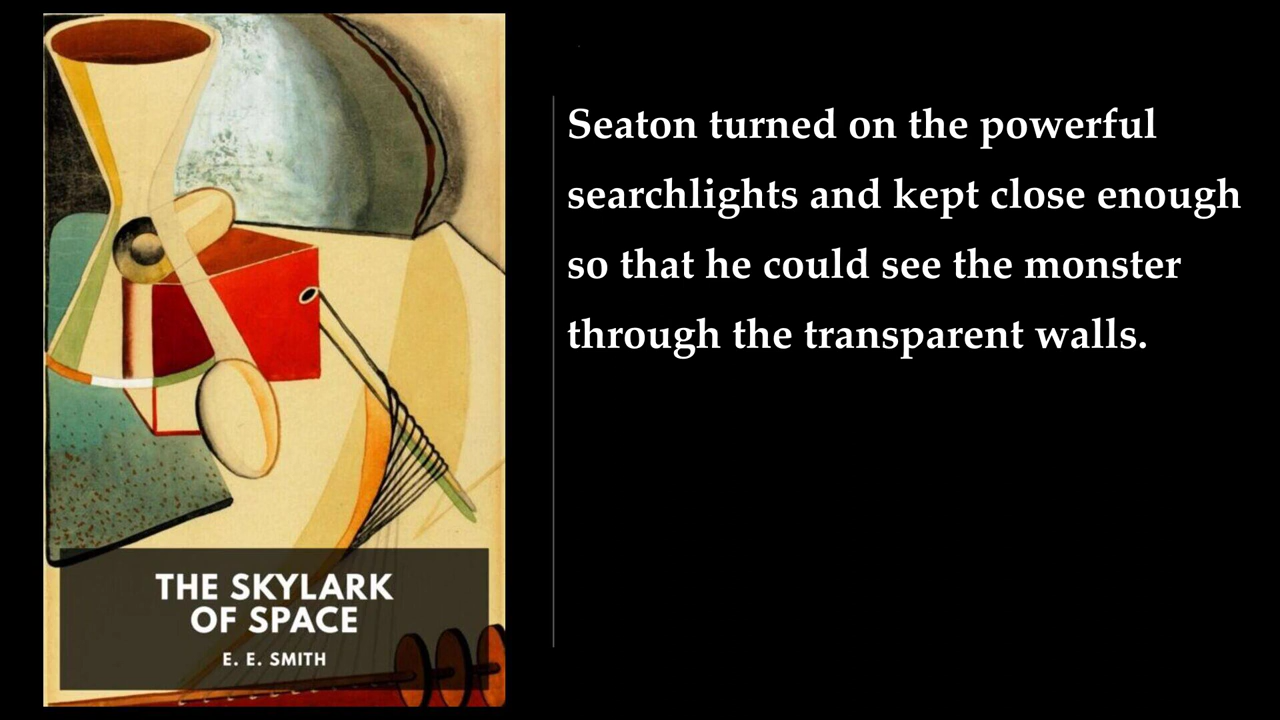 THE SKYLARK
OF SPACE
E. E. SMITH
Seaton turned on the powerful
searchlights and kept close enough
so that he could see the monster
through the transparent walls.